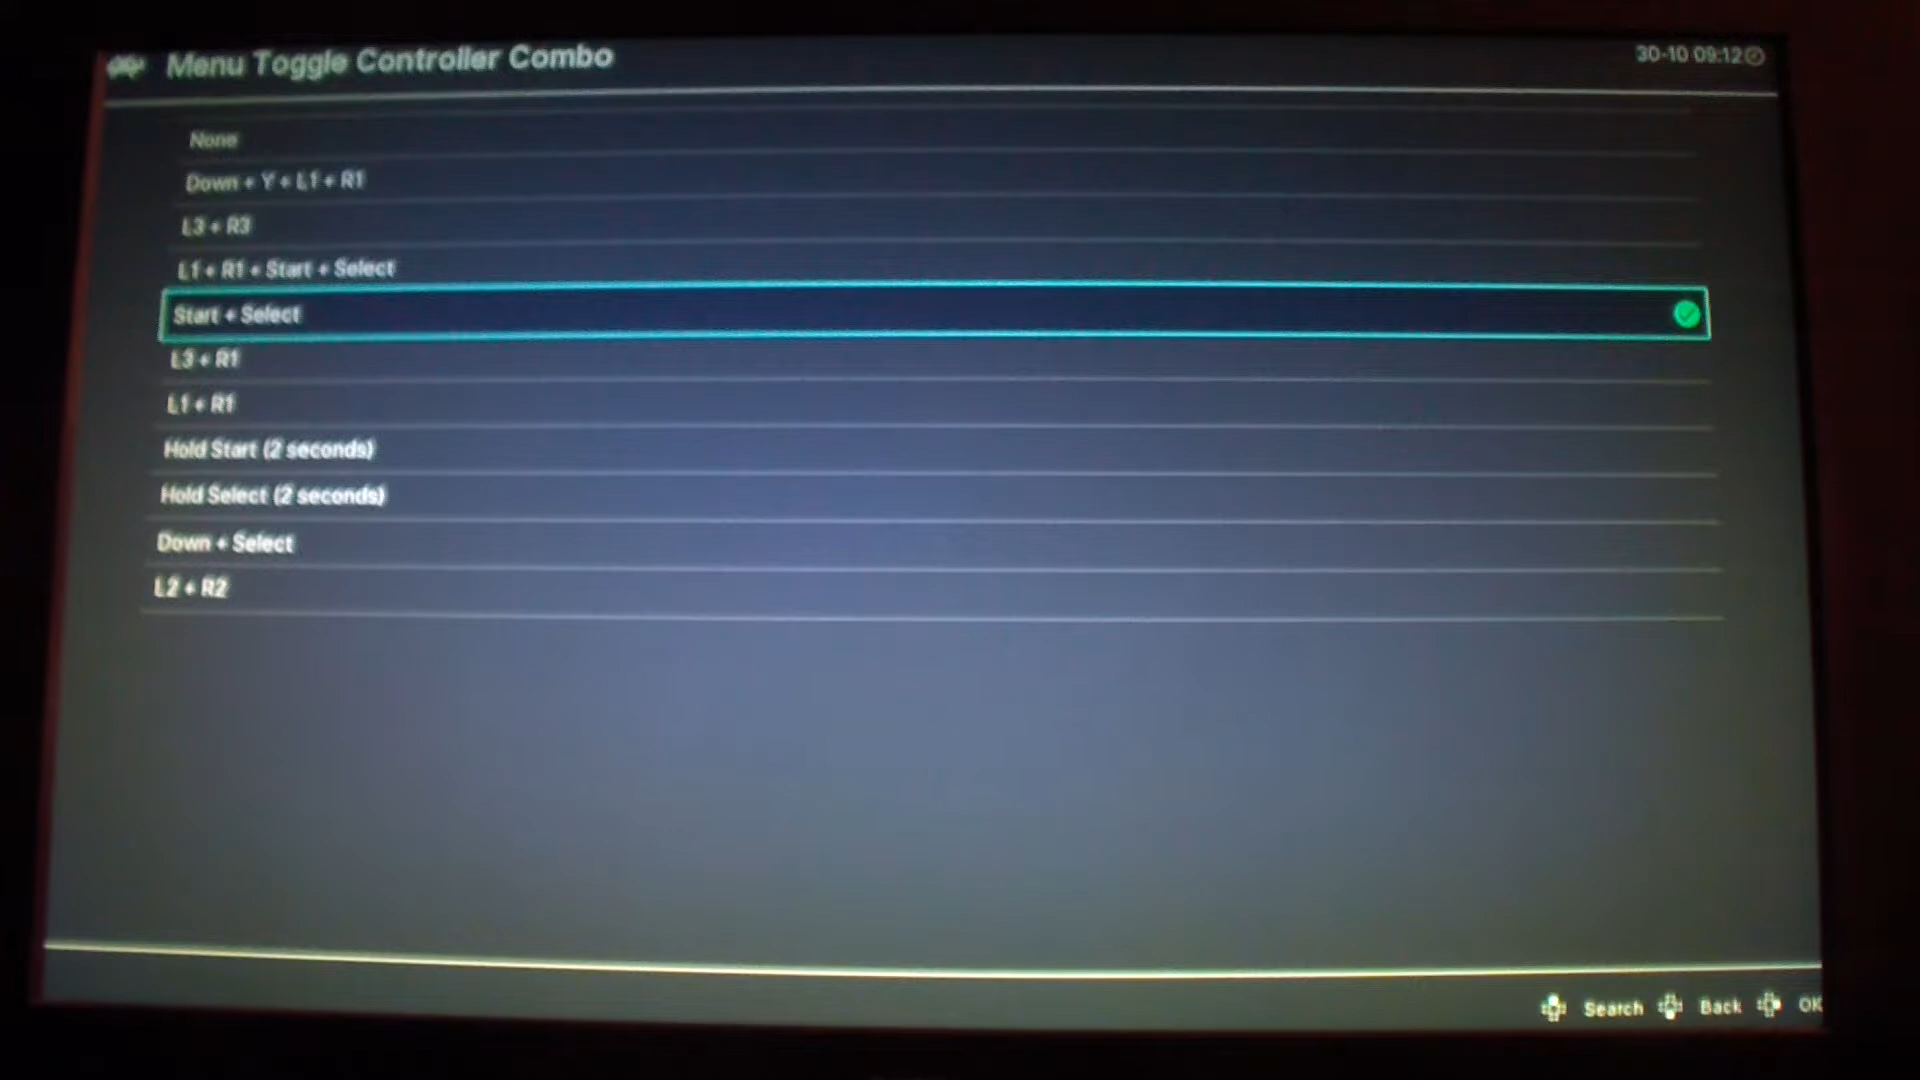 Menu Toggle Controller Combo
30-10 09:12
None
Down + Y + L1 + R1
L3 + R3
L1 + R1 + Start + Select
Start + Select
L3 + R1
L1 + R1
Hold Start (2 seconds)
Hold Select (2 seconds)
Down + Select
L2 + R2
Search Back OK